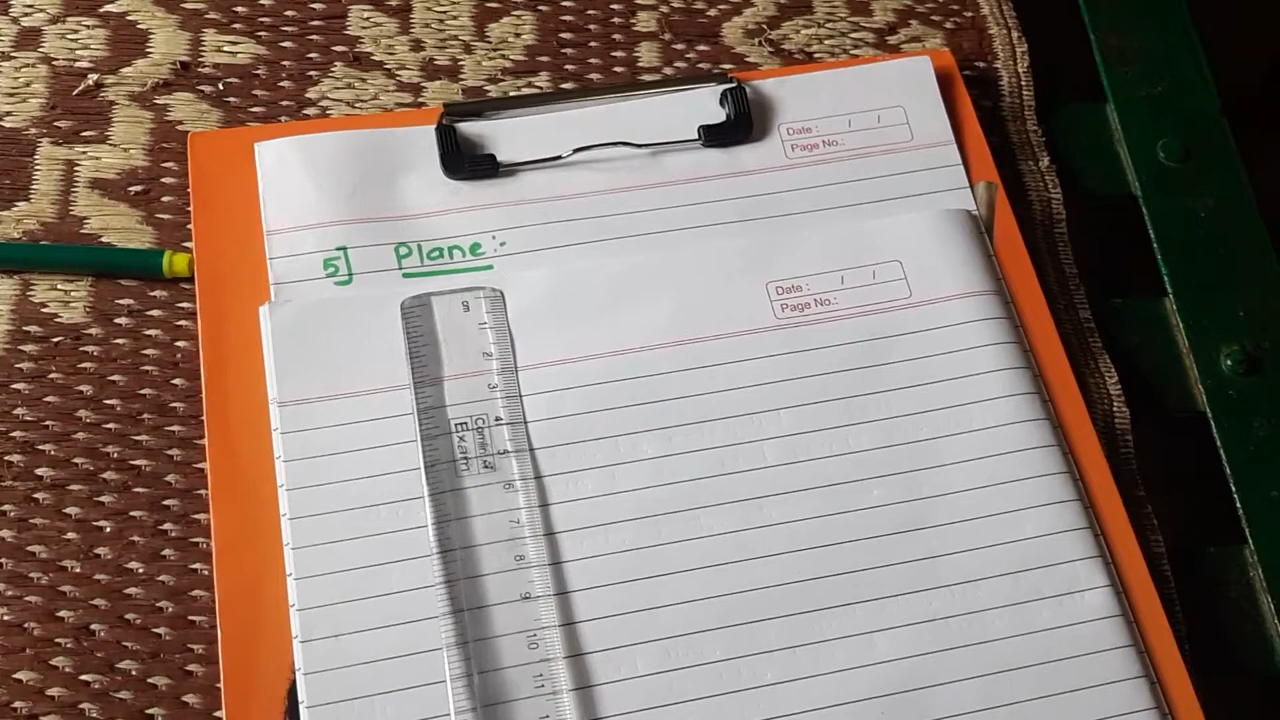 Date : / /
Page No.:
5] Plane:-
Date : / /
Page No.:
1
2
3
4
5
6
7
8
9
10
11
Exam